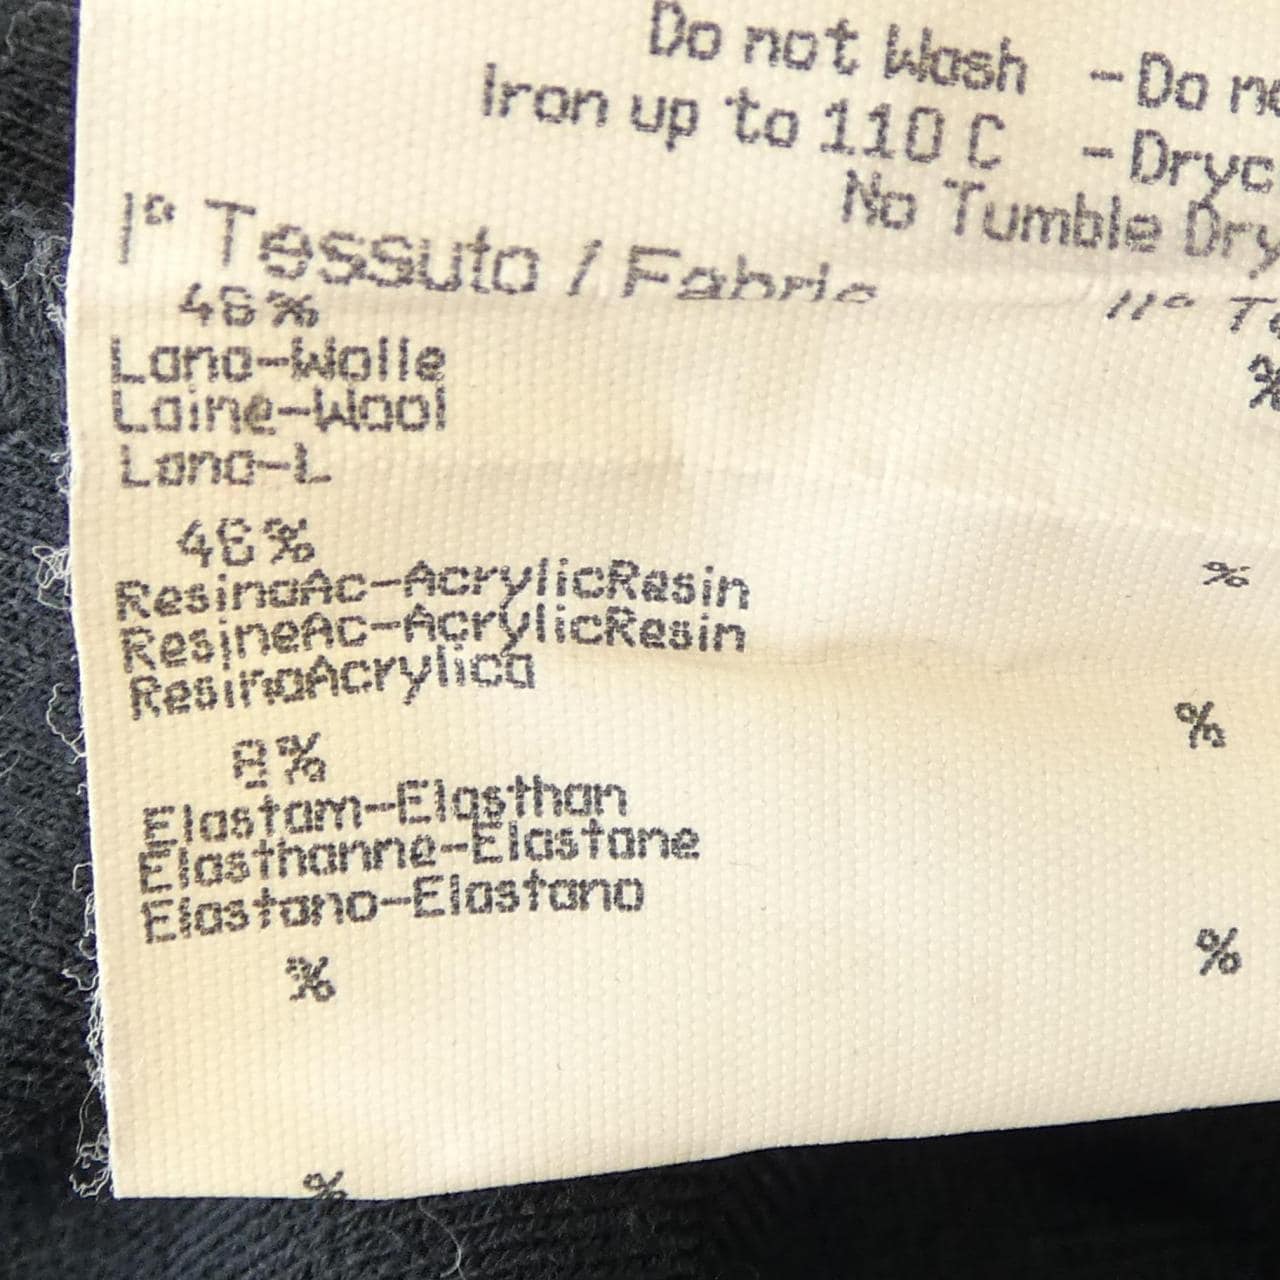 Do not Wash - Do no
Iron up to 110 C - Dryc
No Tumble Dry
I° Tessuto / Fabric II° T
46%
Lana-Wolle
Laine-Wool
Lana-L
%
46%
ResinaAc-AcrylicResin
ResineAc-AcrylicResin
ResinaAcrylica
%
8%
Elastam-Elasthan
Elasthanne-Elastane
Elastano-Elastano
%
%
%
%